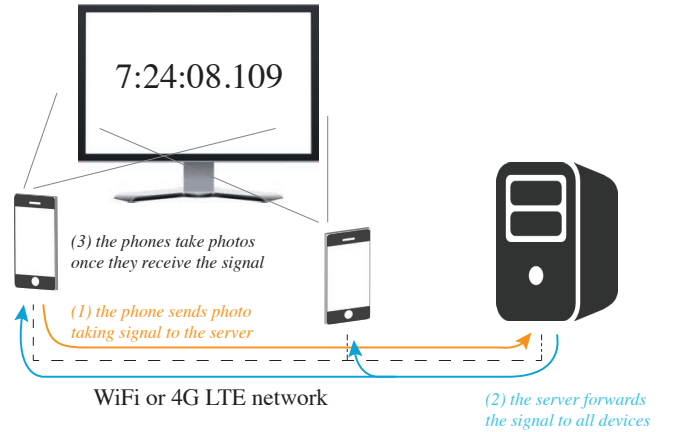 7:24:08.109
(3) the phones take photos
once they receive the signal
(1) the phone sends photo
taking signal to the server
WiFi or 4G LTE network
(2) the server forwards
the signal to all devices